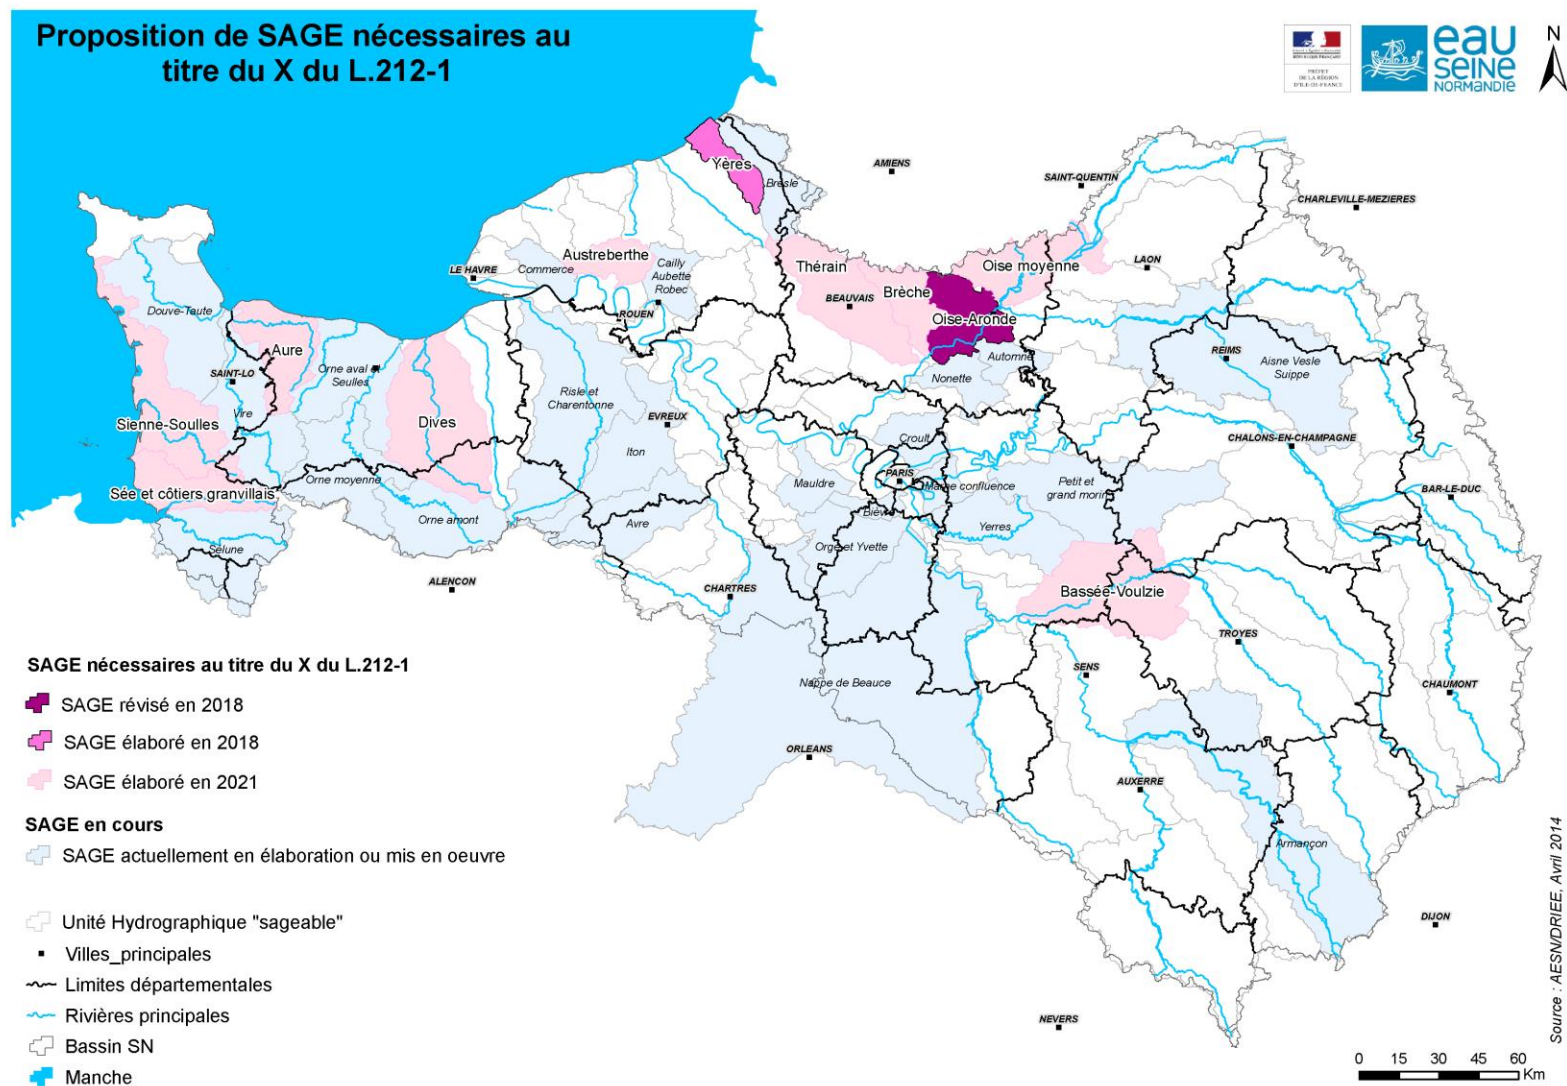 Proposition de SAGE nécessaires au
titre du X du L.212-1
PRÉFET
DE LA RÉGION
D'ILE-DE-FRANCE
eau
SEINE
NORMANDIE
N
Yères
Bresle
AMIENS
SAINT-QUENTIN
CHARLEVILLE-MEZIERES
LE HAVRE
Commerce
Austreberthe
Cailly
Aubette
Robec
ROUEN
Thérain
BEAUVAIS
Brèche
Oise moyenne
Oise-Aronde
LAON
Automne
Nonette
REIMS
Aisne Vesle
Suippe
Douve-Taute
SAINT-LO
Aure
Orne aval
Seulles
Vire
Sienne-Soulles
Dives
Risle et
Charentonne
EVREUX
Iton
Croult
CHALONS-EN-CHAMPAGNE
PARIS
Marne confluence
Mauldre
Petit et
grand morin
BAR-LE-DUC
Sée et côtiers granvillais
Orne moyenne
Orne amont
Avre
Bièv
Yerres
Sélune
Orge et Yvette
ALENCON
CHARTRES
Bassée-Voulzie
TROYES
SENS
CHAUMONT
Nappe de Beauce
ORLEANS
AUXERRE
Armançon
DIJON
NEVERS
SAGE nécessaires au titre du X du L.212-1
SAGE révisé en 2018
SAGE élaboré en 2018
SAGE élaboré en 2021
SAGE en cours
SAGE actuellement en élaboration ou mis en oeuvre
Unité Hydrographique "sageable"
Villes_principales
Limites départementales
Rivières principales
Bassin SN
Manche
0 15 30 45 60
Km
Source : AESN/DRIEE, Avril 2014